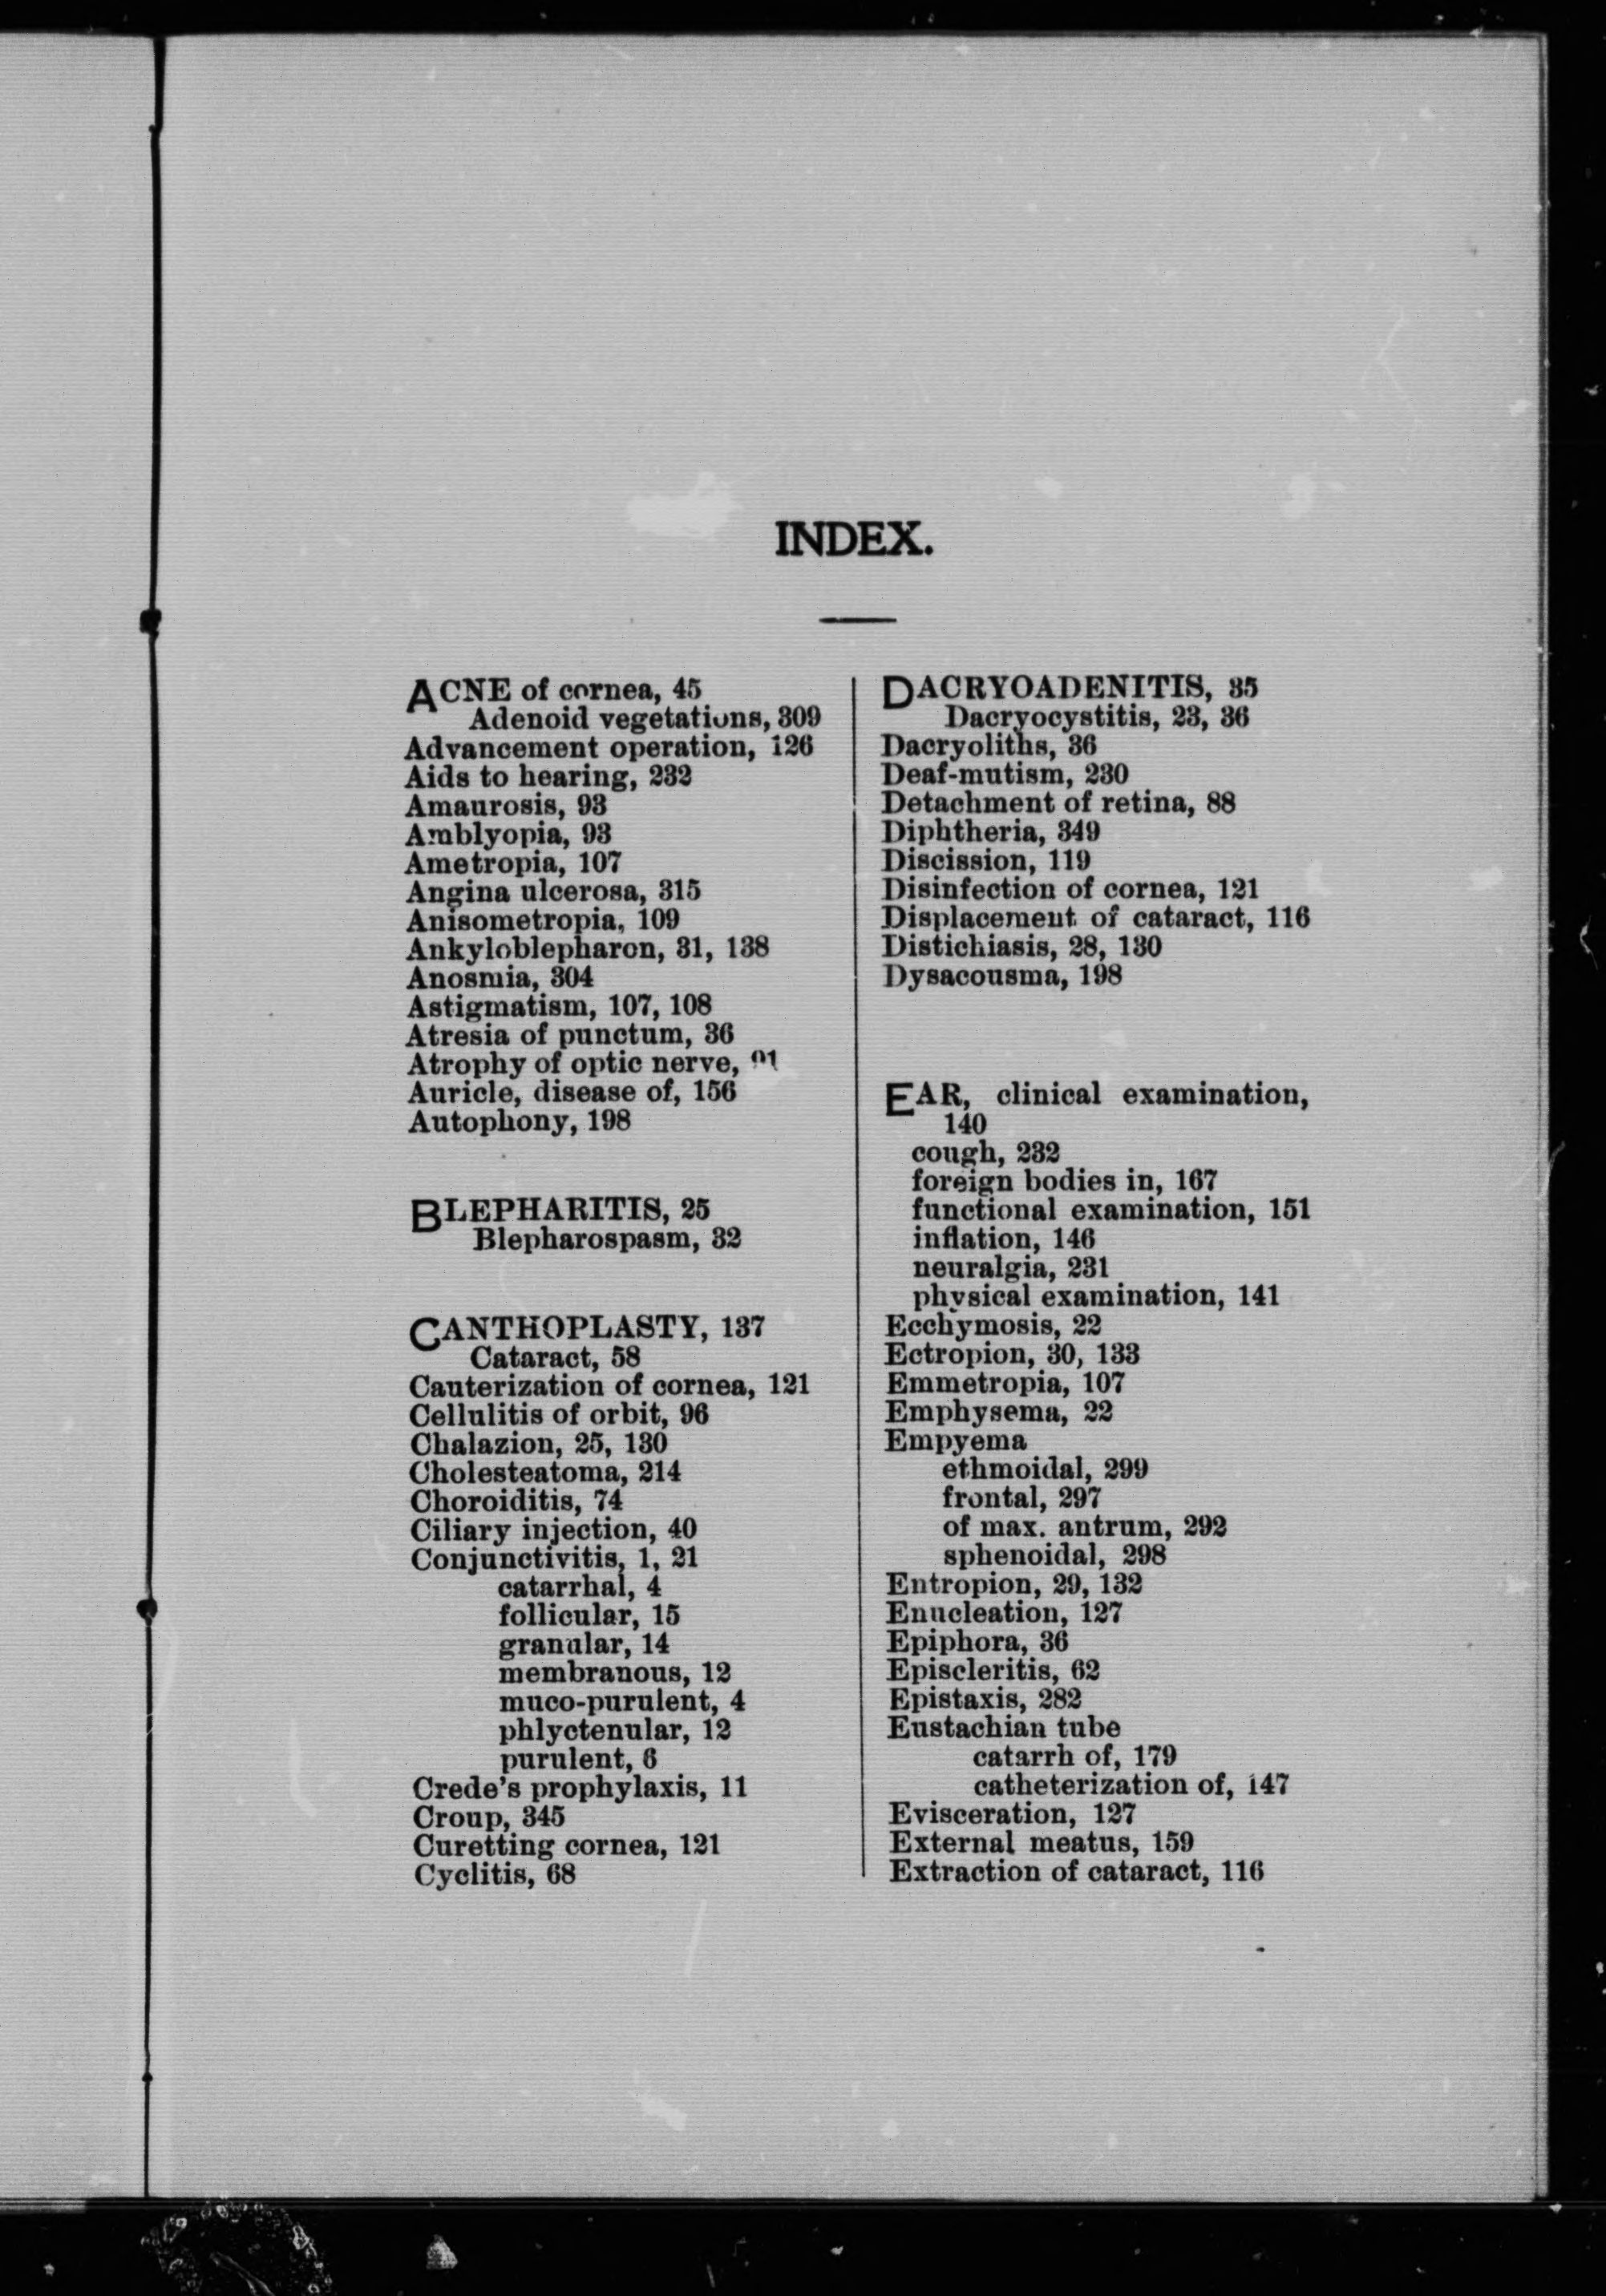 INDEX.
ACNE of cornea, 45
Adenoid vegetations, 309
Advancement operation, 126
Aids to hearing, 232
Amaurosis, 93
Amblyopia, 93
Ametropia, 107
Angina ulcerosa, 315
Anisometropia, 109
Ankyloblepharon, 31, 138
Anosmia, 304
Astigmatism, 107, 108
Atresia of punctum, 36
Atrophy of optic nerve,
Auricle, disease of, 156
Autophony, 198
BLEPHARITIS, 25
Blepharospasm, 32
CANTHOPLASTY, 137
Cataract, 58
Cauterization of cornea, 121
Cellulitis of orbit, 96
Chalazion, 25, 130
Cholesteatoma, 214
Choroiditis, 74
Ciliary injection, 40
Conjunctivitis, 1, 21
catarrhal, 4
follicular, 15
granular, 14
membranous, 12
muco-purulent, 4
phlyctenular, 12
purulent, 6
Crede's prophylaxis, 11
Croup, 345
Curetting cornea, 121
Cyclitis, 68
DACRYOADENITIS, 35
Dacryocystitis, 23, 36
Dacryoliths, 36
Deaf-mutism, 230
Detachment of retina, 88
Diphtheria, 349
Discission, 119
Disinfection of cornea, 121
Displacement of cataract, 116
Distichiasis, 28, 130
Dysacousma, 198
EAR, clinical examination,
140
cough, 232
foreign bodies in, 167
functional examination, 151
inflation, 146
neuralgia, 231
physical examination, 141
Ecchymosis, 22
Ectropion, 30, 133
Emmetropia, 107
Emphysema, 22
Empyema
ethmoidal, 299
frontal, 297
of max. antrum, 292
sphenoidal, 298
Entropion, 29, 132
Enucleation, 127
Epiphora, 36
Episcleritis, 62
Epistaxis, 282
Eustachian tube
catarrh of, 179
catheterization of, 147
Evisceration, 127
External meatus, 159
Extraction of cataract, 116